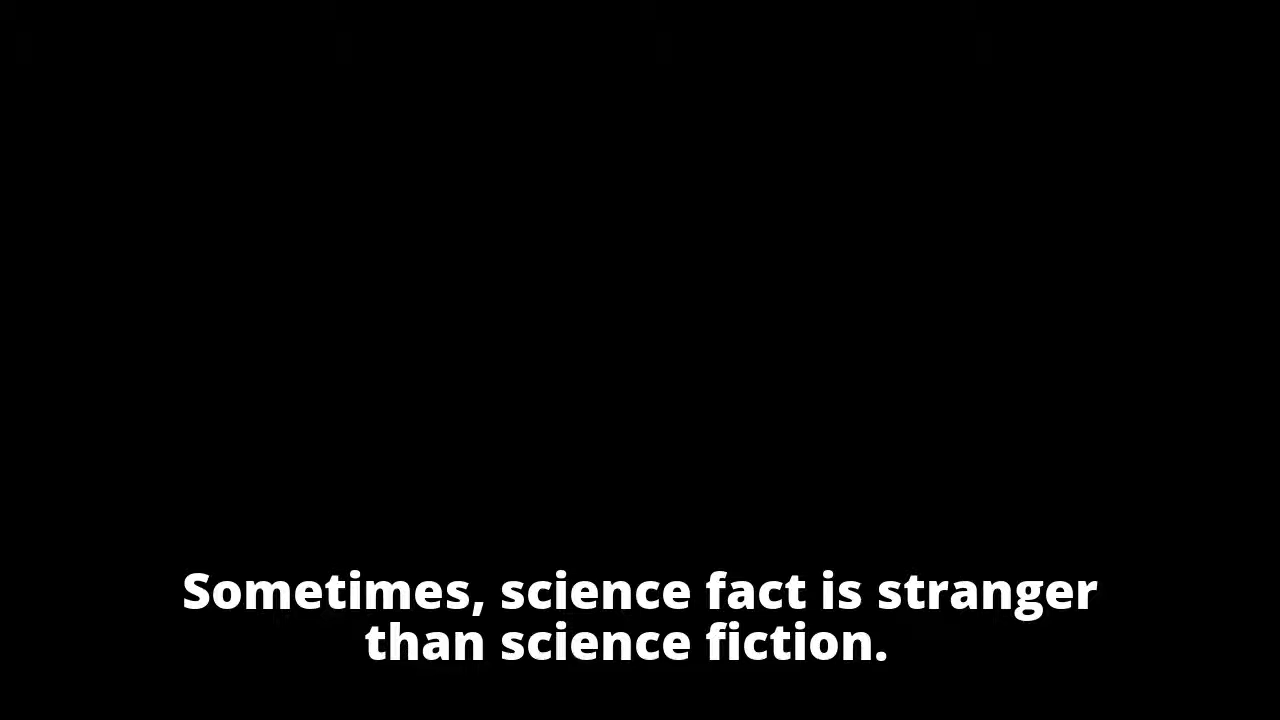 Sometimes, science fact is stranger
than science fiction.